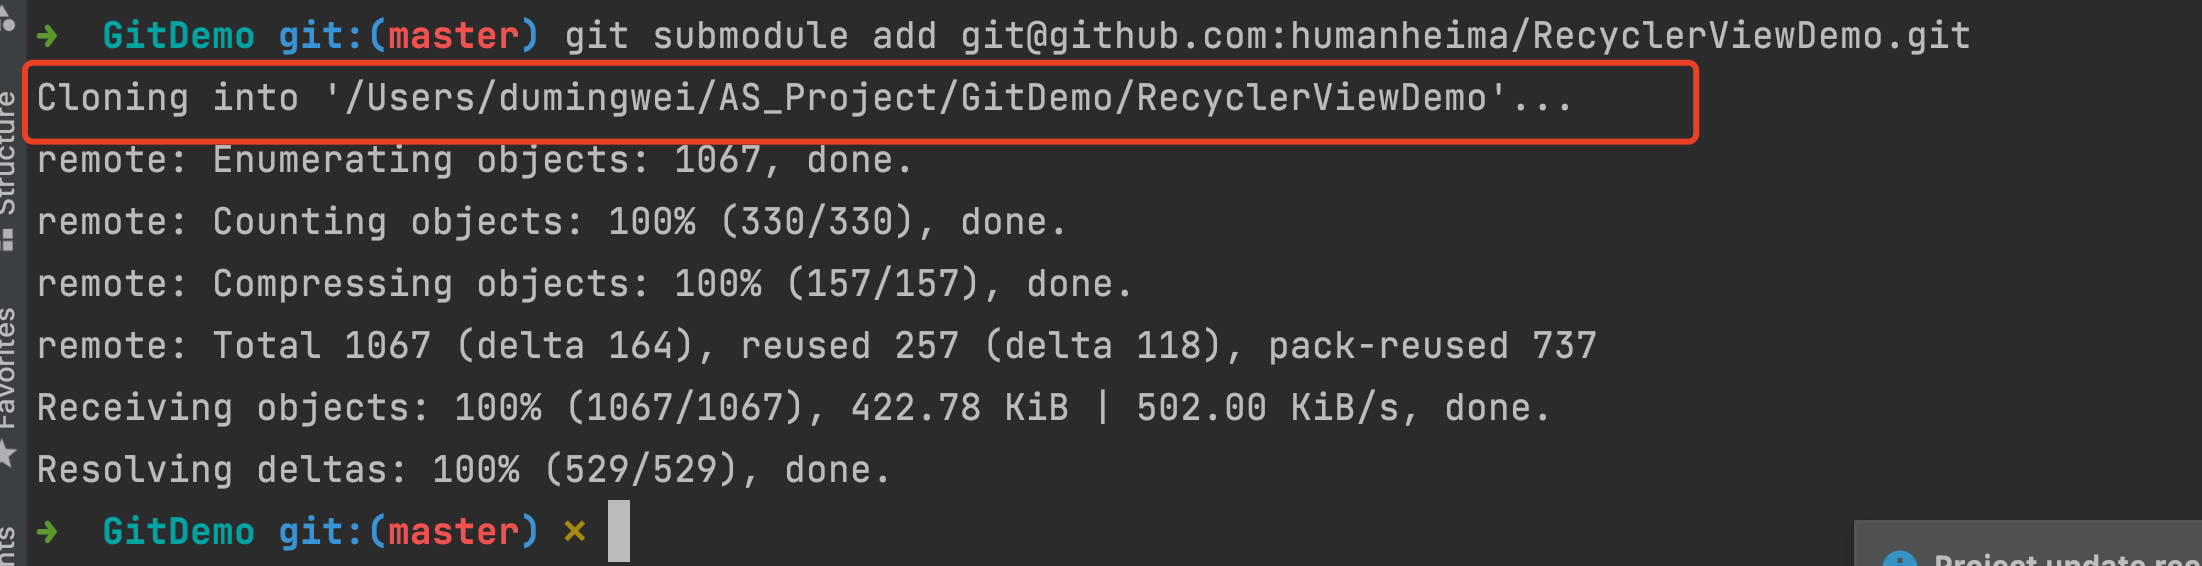 ➜  GitDemo git:(master) git submodule add git@github.com:humanheima/RecyclerViewDemo.git
Cloning into '/Users/dumingwei/AS_Project/GitDemo/RecyclerViewDemo'...
remote: Enumerating objects: 1067, done.
remote: Counting objects: 100% (330/330), done.
remote: Compressing objects: 100% (157/157), done.
remote: Total 1067 (delta 164), reused 257 (delta 118), pack-reused 737
Receiving objects: 100% (1067/1067), 422.78 KiB | 502.00 KiB/s, done.
Resolving deltas: 100% (529/529), done.
➜  GitDemo git:(master) ✗
Structure
Favorites
Project update